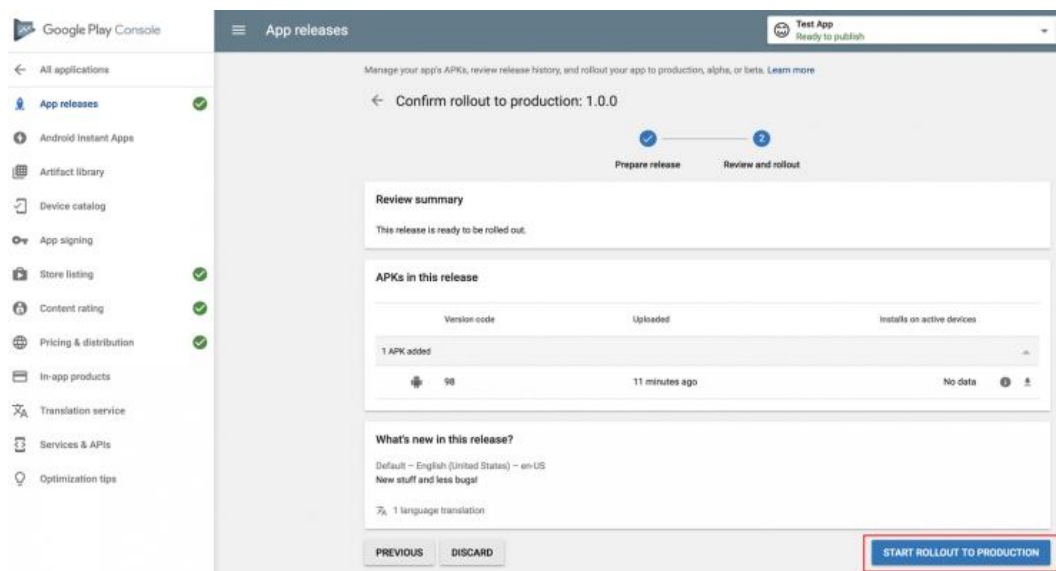 Google Play Console
App releases
Test App
Ready to publish
All applications
App releases
Android Instant Apps
Artifact library
Device catalog
App signing
Store listing
Content rating
Pricing & distribution
In-app products
Translation service
Services & APIs
Optimization tips
Manage your app's APKs, review release history, and rollout your app to production, alpha, or beta. Learn more
Confirm rollout to production: 1.0.0
2
Prepare release Review and rollout
Review summary
This release is ready to be rolled out.
APKs in this release
Version code Uploaded Installs on active devices
1 APK added
98 11 minutes ago No data
What's new in this release?
Default – English (United States) – en-US
New stuff and less bugs!
1 language translation
PREVIOUS DISCARD START ROLLOUT TO PRODUCTION